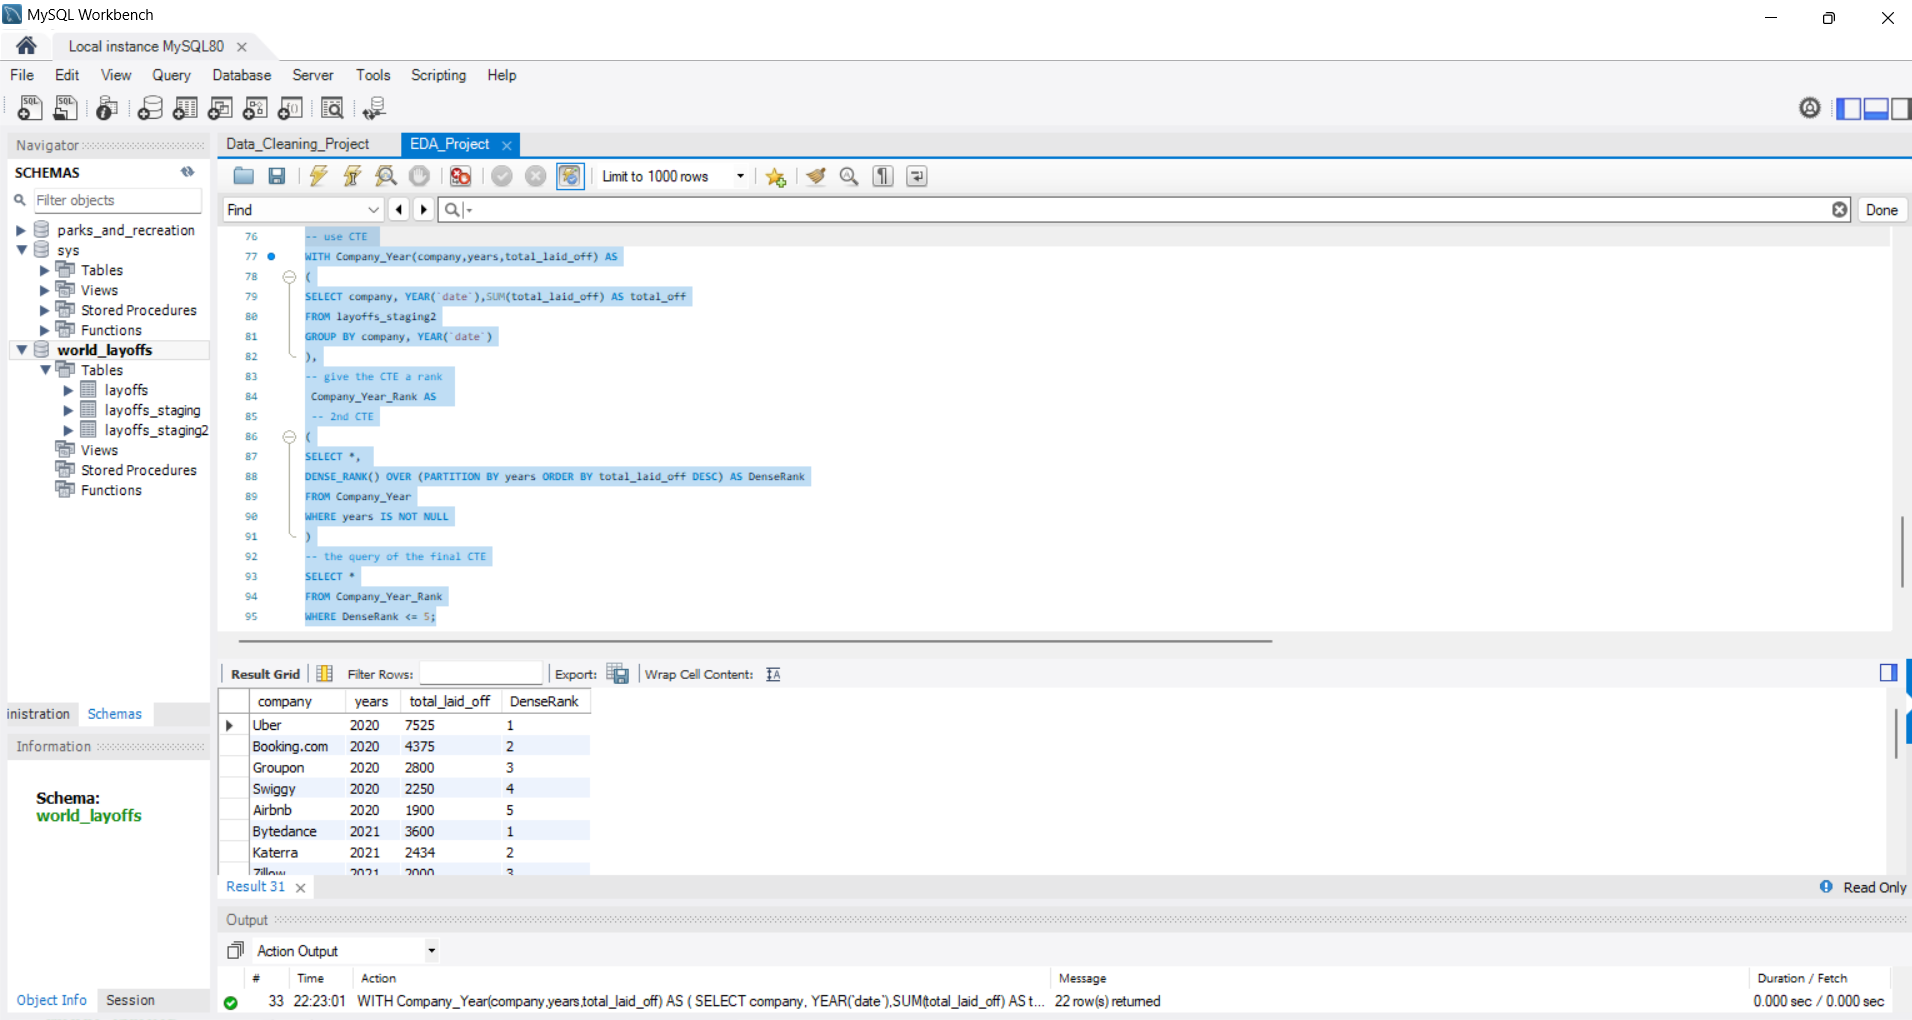 MySQL Workbench
Local instance MySQL80
File Edit View Query Database Server Tools Scripting Help
Navigator
SCHEMAS
Filter objects
parks_and_recreation
sys
Tables
Views
Stored Procedures
Functions
world_layoffs
Tables
layoffs
layoffs_staging
layoffs_staging2
Views
Stored Procedures
Functions
inistration Schemas
Information
Schema:
world_layoffs
Object Info Session
Data_Cleaning_Project EDA_Project
Limit to 1000 rows
Find Done
76 -- use CTE
77 WITH Company_Year(company,years,total_laid_off) AS
78 (
79 SELECT company, YEAR(`date`),SUM(total_laid_off) AS total_off
80 FROM layoffs_staging2
81 GROUP BY company, YEAR(`date`)
82 ),
83 -- give the CTE a rank
84 Company_Year_Rank AS
85 -- 2nd CTE
86 (
87 SELECT *,
88 DENSE_RANK() OVER (PARTITION BY years ORDER BY total_laid_off DESC) AS DenseRank
89 FROM Company_Year
90 WHERE years IS NOT NULL
91 )
92 -- the query of the final CTE
93 SELECT *
94 FROM Company_Year_Rank
95 WHERE DenseRank <= 5;
Result Grid Filter Rows: Export: Wrap Cell Content:
company years total_laid_off DenseRank
Uber 2020 7525 1
Booking.com 2020 4375 2
Groupon 2020 2800 3
Swiggy 2020 2250 4
Airbnb 2020 1900 5
Bytedance 2021 3600 1
Katerra 2021 2434 2
Zillow 2021 2000 3
Result 31 Read Only
Output
Action Output
# Time Action Message Duration / Fetch
33 22:23:01 WITH Company_Year(company,years,total_laid_off) AS ( SELECT company, YEAR(`date`),SUM(total_laid_off) AS t... 22 row(s) returned 0.000 sec / 0.000 sec